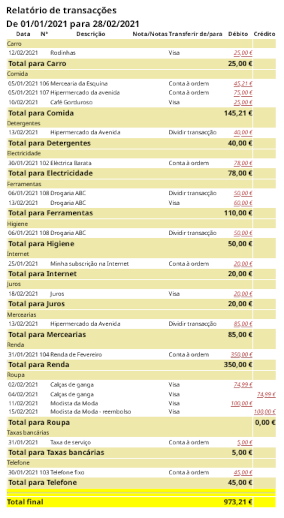 Relatório de transacções
De 01/01/2021 para 28/02/2021
Data Nº Descrição Nota/Notas Transferir de/para Débito Crédito
Carro
12/02/2021 Rodinhas Visa 25,00 €
Total para Carro 25,00 €
Comida
05/01/2021 106 Mercearia da Esquina Conta à ordem 45,21 €
05/01/2021 107 Hipermercado da avenida Conta à ordem 75,00 €
10/02/2021 Café Gorduroso Visa 25,00 €
Total para Comida 145,21 €
Detergentes
13/02/2021 Hipermercado da Avenida Dividir transacção 40,00 €
Total para Detergentes 40,00 €
Electricidade
30/01/2021 102 Eléctrica Barata Conta à ordem 78,00 €
Total para Electricidade 78,00 €
Ferramentas
06/01/2021 108 Drogaria ABC Dividir transacção 50,00 €
13/02/2021 Drogaria ABC Visa 60,00 €
Total para Ferramentas 110,00 €
Higiene
06/01/2021 108 Drogaria ABC Dividir transacção 50,00 €
Total para Higiene 50,00 €
Internet
25/01/2021 Minha subscrição na Internet Conta à ordem 20,00 €
Total para Internet 20,00 €
Juros
18/02/2021 Juros Visa 20,00 €
Total para Juros 20,00 €
Mercearias
13/02/2021 Hipermercado da Avenida Dividir transacção 85,00 €
Total para Mercearias 85,00 €
Renda
31/01/2021 104 Renda de Fevereiro Conta à ordem 350,00 €
Total para Renda 350,00 €
Roupa
02/02/2021 Calças de ganga Visa 74,99 €
04/02/2021 Calças de ganga Visa 74,99 €
11/02/2021 Modista da Moda Visa 100,00 €
15/02/2021 Modista da Moda - reembolso Visa 100,00 €
Total para Roupa 0,00 €
Taxas bancárias
31/01/2021 Taxa de serviço Conta à ordem 5,00 €
Total para Taxas bancárias 5,00 €
Telefone
30/01/2021 103 Telefone fixo Conta à ordem 45,00 €
Total para Telefone 45,00 €
Total final 973,21 €